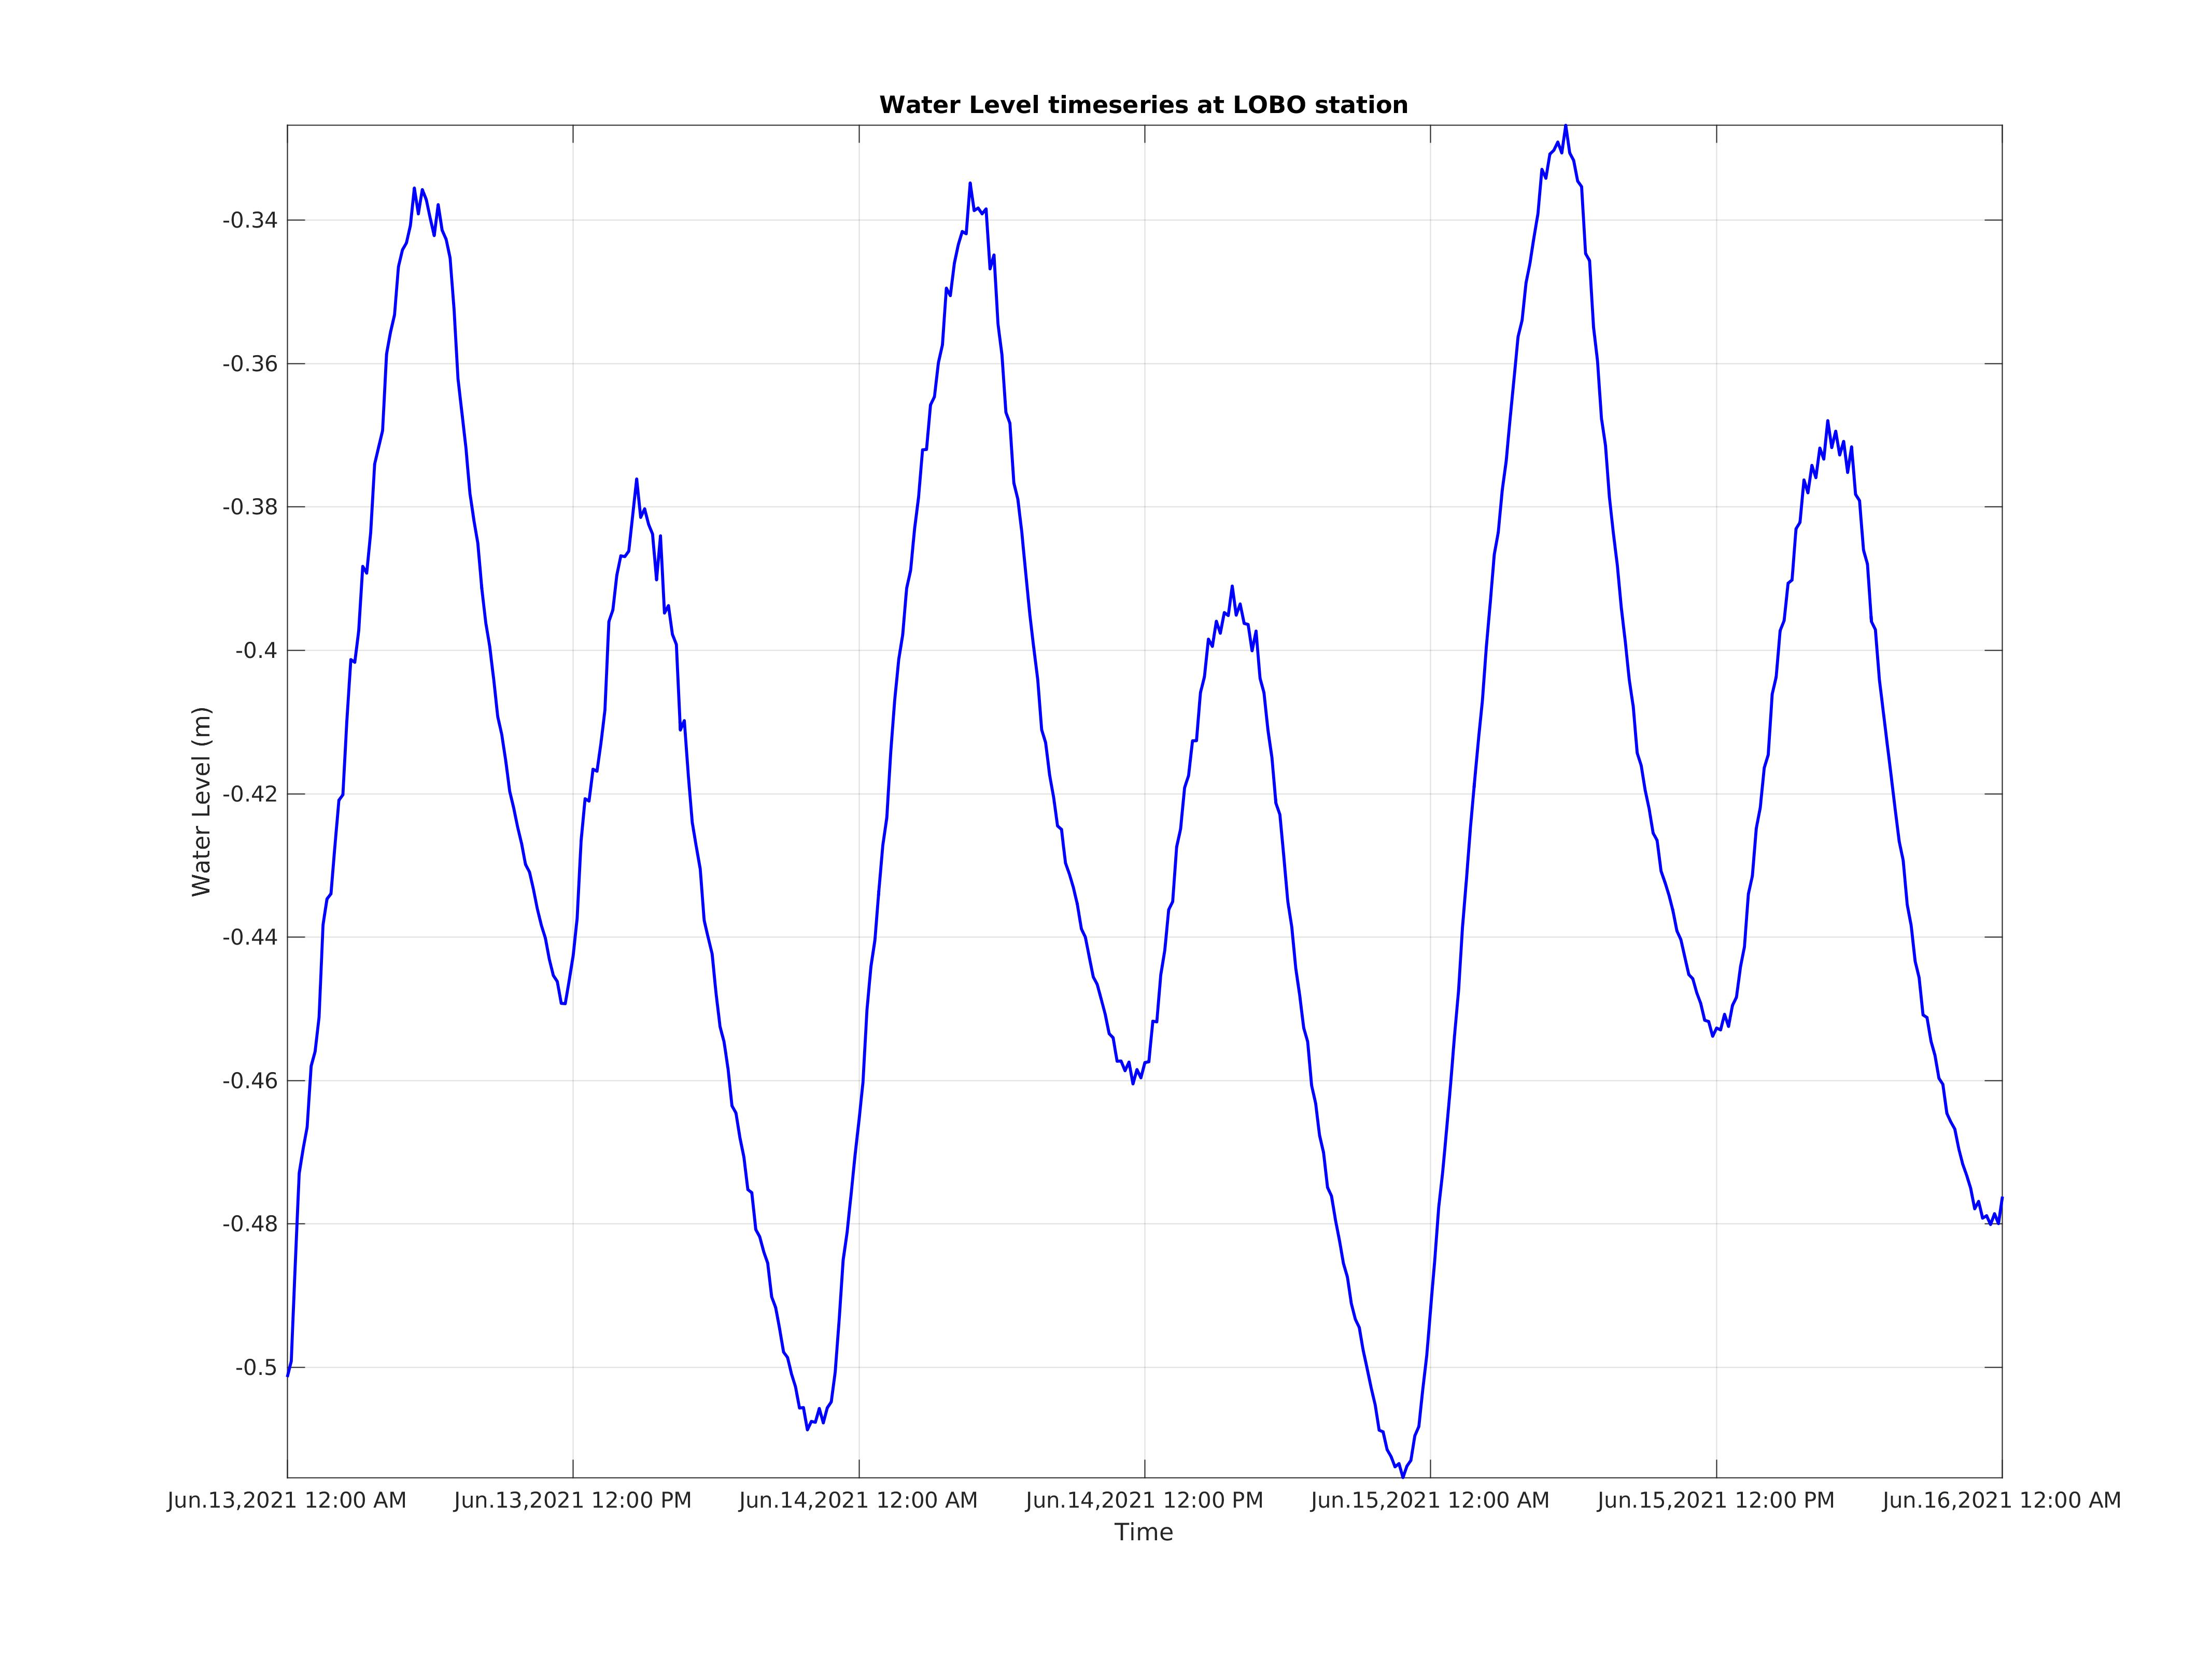 Water Level timeseries at LOBO station
-0.34
-0.36
-0.38
-0.4
-0.42
-0.44
-0.46
-0.48
-0.5
Water Level (m)
Jun.13,2021 12:00 AM
Jun.13,2021 12:00 PM
Jun.14,2021 12:00 AM
Jun.14,2021 12:00 PM
Jun.15,2021 12:00 AM
Jun.15,2021 12:00 PM
Jun.16,2021 12:00 AM
Time